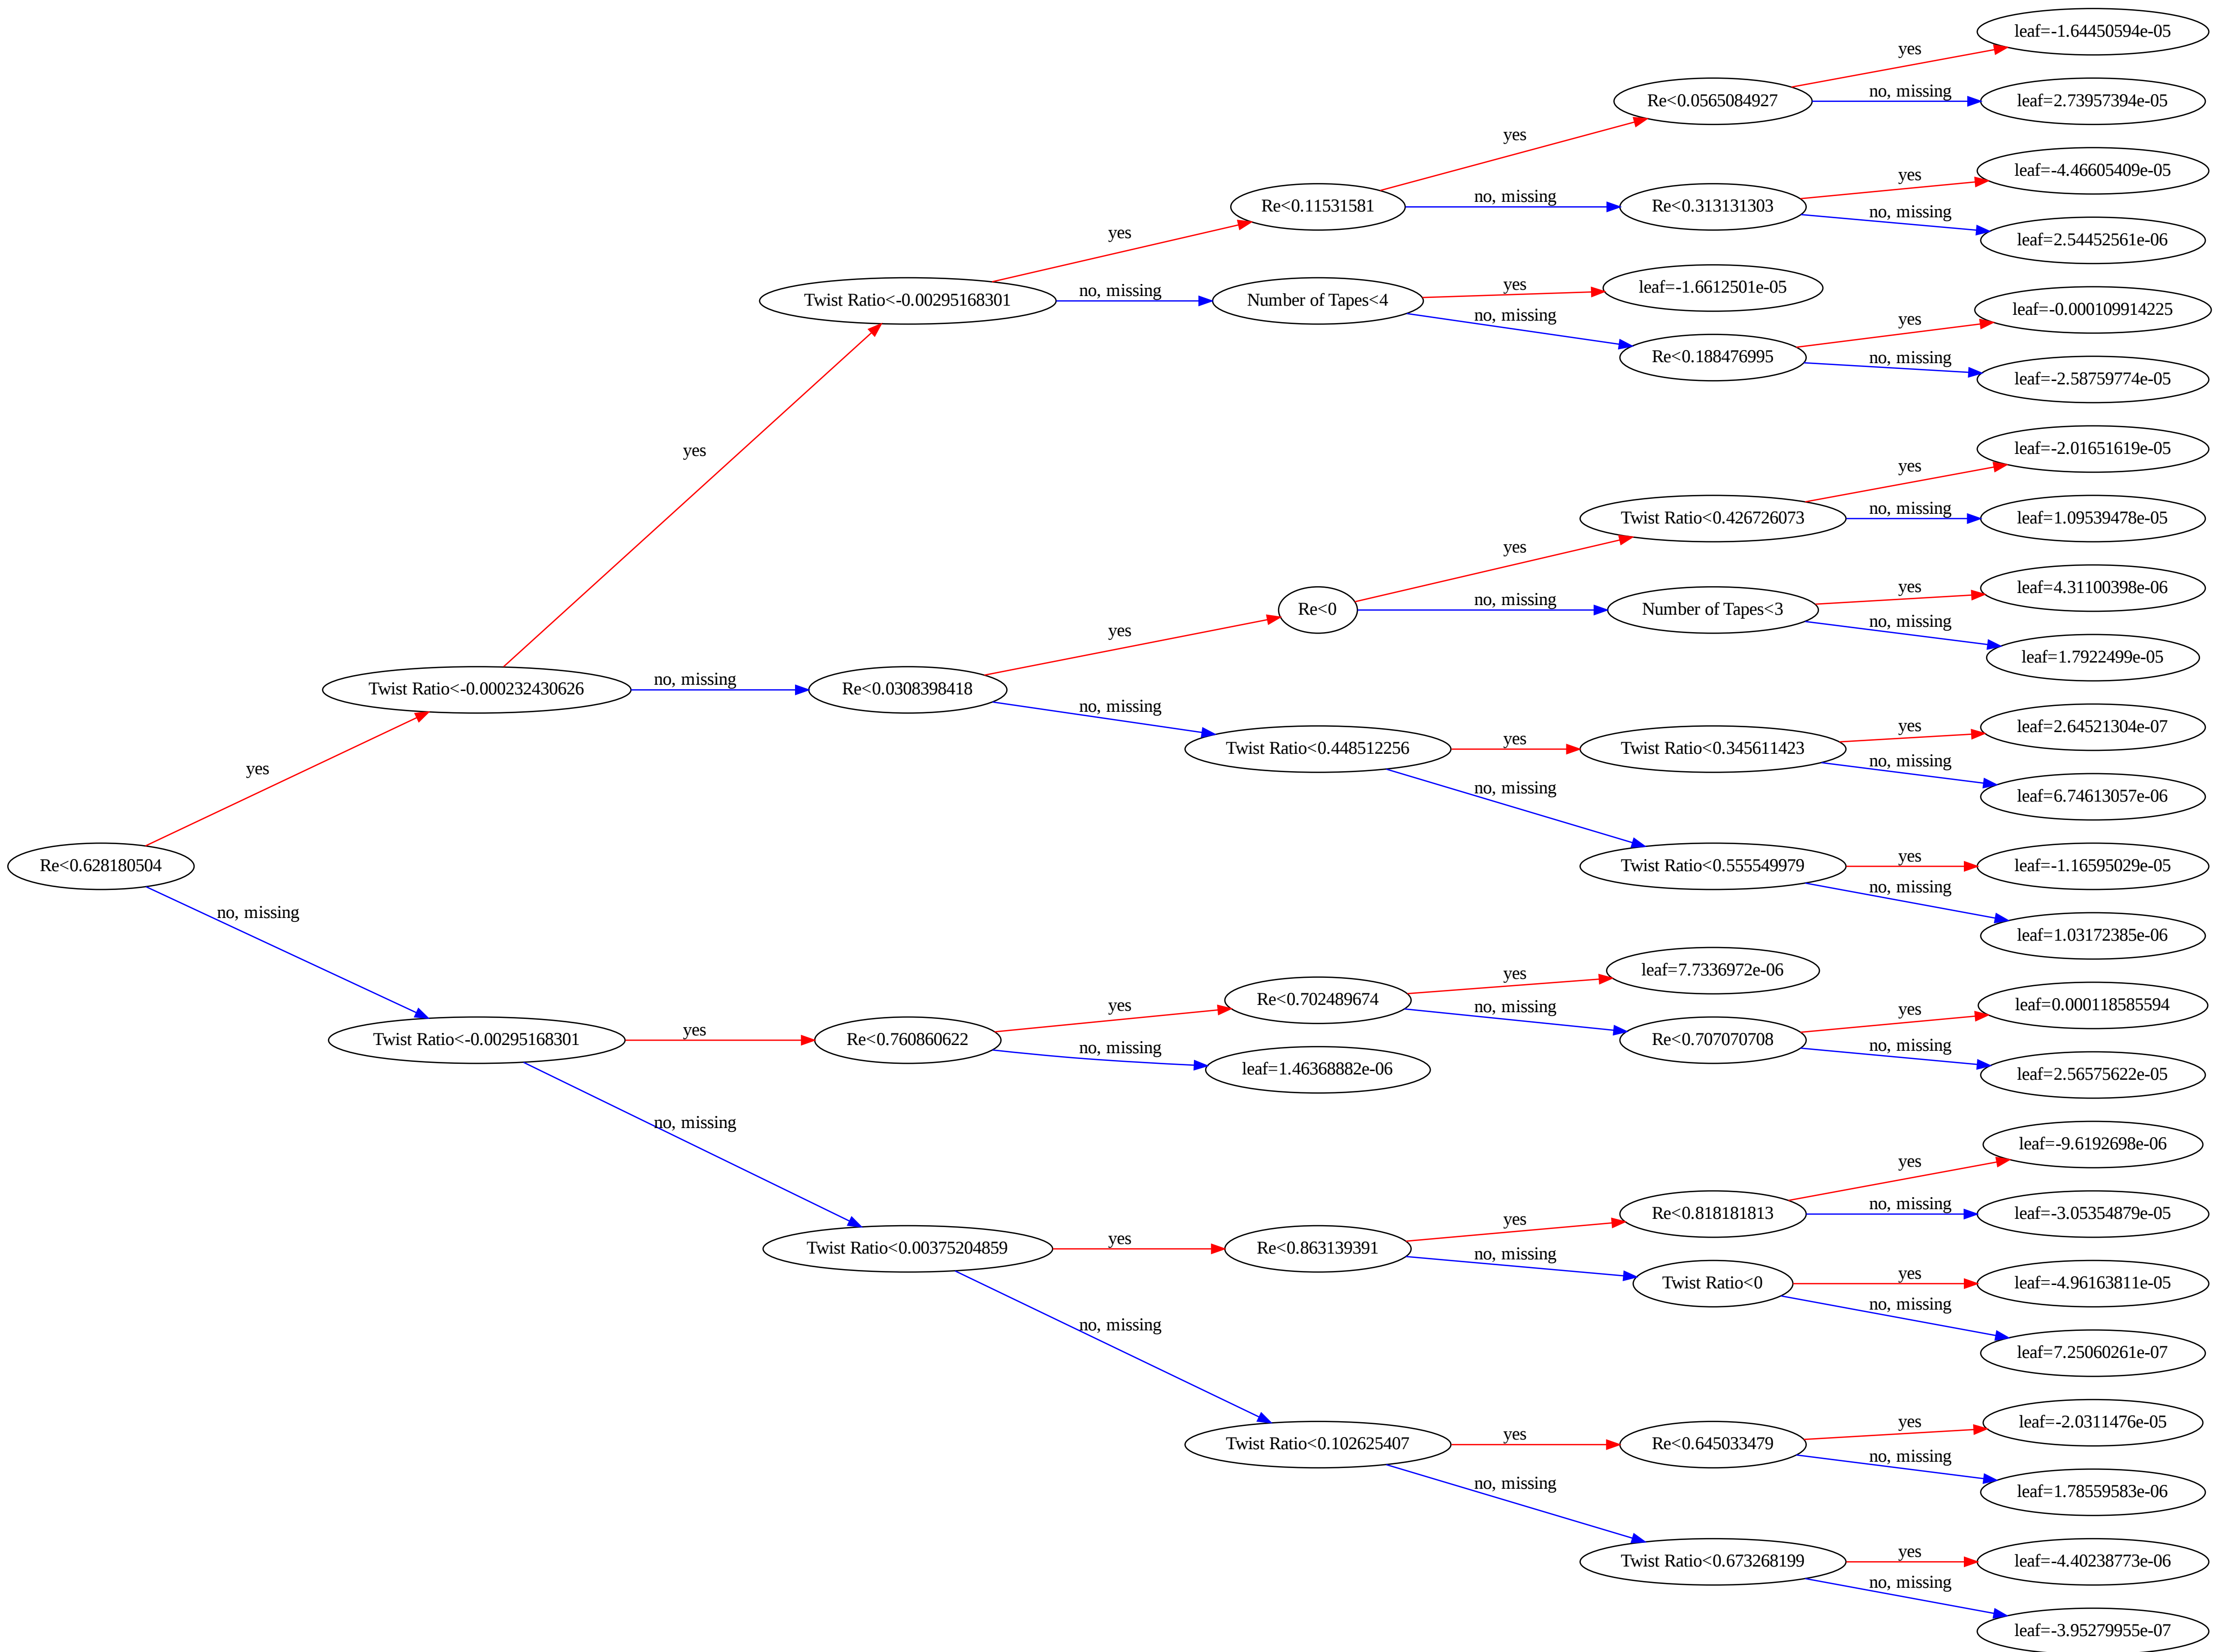 leaf=-1.64450594e-05
yes
Re<0.0565084927
no, missing
leaf=2.73957394e-05
yes
leaf=-4.46605409e-05
yes
Re<0.11531581
no, missing
Re<0.313131303
no, missing
leaf=2.54452561e-06
yes
Twist Ratio<-0.00295168301
no, missing
Number of Tapes<4
yes
leaf=-1.6612501e-05
no, missing
leaf=-0.000109914225
yes
Re<0.188476995
no, missing
leaf=-2.58759774e-05
yes
leaf=-2.01651619e-05
yes
Twist Ratio<0.426726073
no, missing
leaf=1.09539478e-05
yes
Re<0
no, missing
Number of Tapes<3
yes
leaf=4.31100398e-06
no, missing
leaf=1.7922499e-05
yes
Twist Ratio<-0.000232430626
no, missing
Re<0.0308398418
no, missing
Twist Ratio<0.448512256
yes
Twist Ratio<0.345611423
yes
leaf=2.64521304e-07
no, missing
leaf=6.74613057e-06
no, missing
yes
Re<0.628180504
Twist Ratio<0.555549979
yes
leaf=-1.16595029e-05
no, missing
leaf=1.03172385e-06
no, missing
Twist Ratio<-0.00295168301
yes
Re<0.760860622
yes
Re<0.702489674
yes
leaf=7.7336972e-06
no, missing
Re<0.707070708
yes
leaf=0.000118585594
no, missing
leaf=2.56575622e-05
no, missing
leaf=1.46368882e-06
no, missing
Twist Ratio<0.00375204859
yes
Re<0.863139391
yes
Re<0.818181813
yes
leaf=-9.6192698e-06
no, missing
leaf=-3.05354879e-05
no, missing
Twist Ratio<0
yes
leaf=-4.96163811e-05
no, missing
leaf=7.25060261e-07
no, missing
Twist Ratio<0.102625407
yes
Re<0.645033479
yes
leaf=-2.0311476e-05
no, missing
leaf=1.78559583e-06
no, missing
Twist Ratio<0.673268199
yes
leaf=-4.40238773e-06
no, missing
leaf=-3.95279955e-07